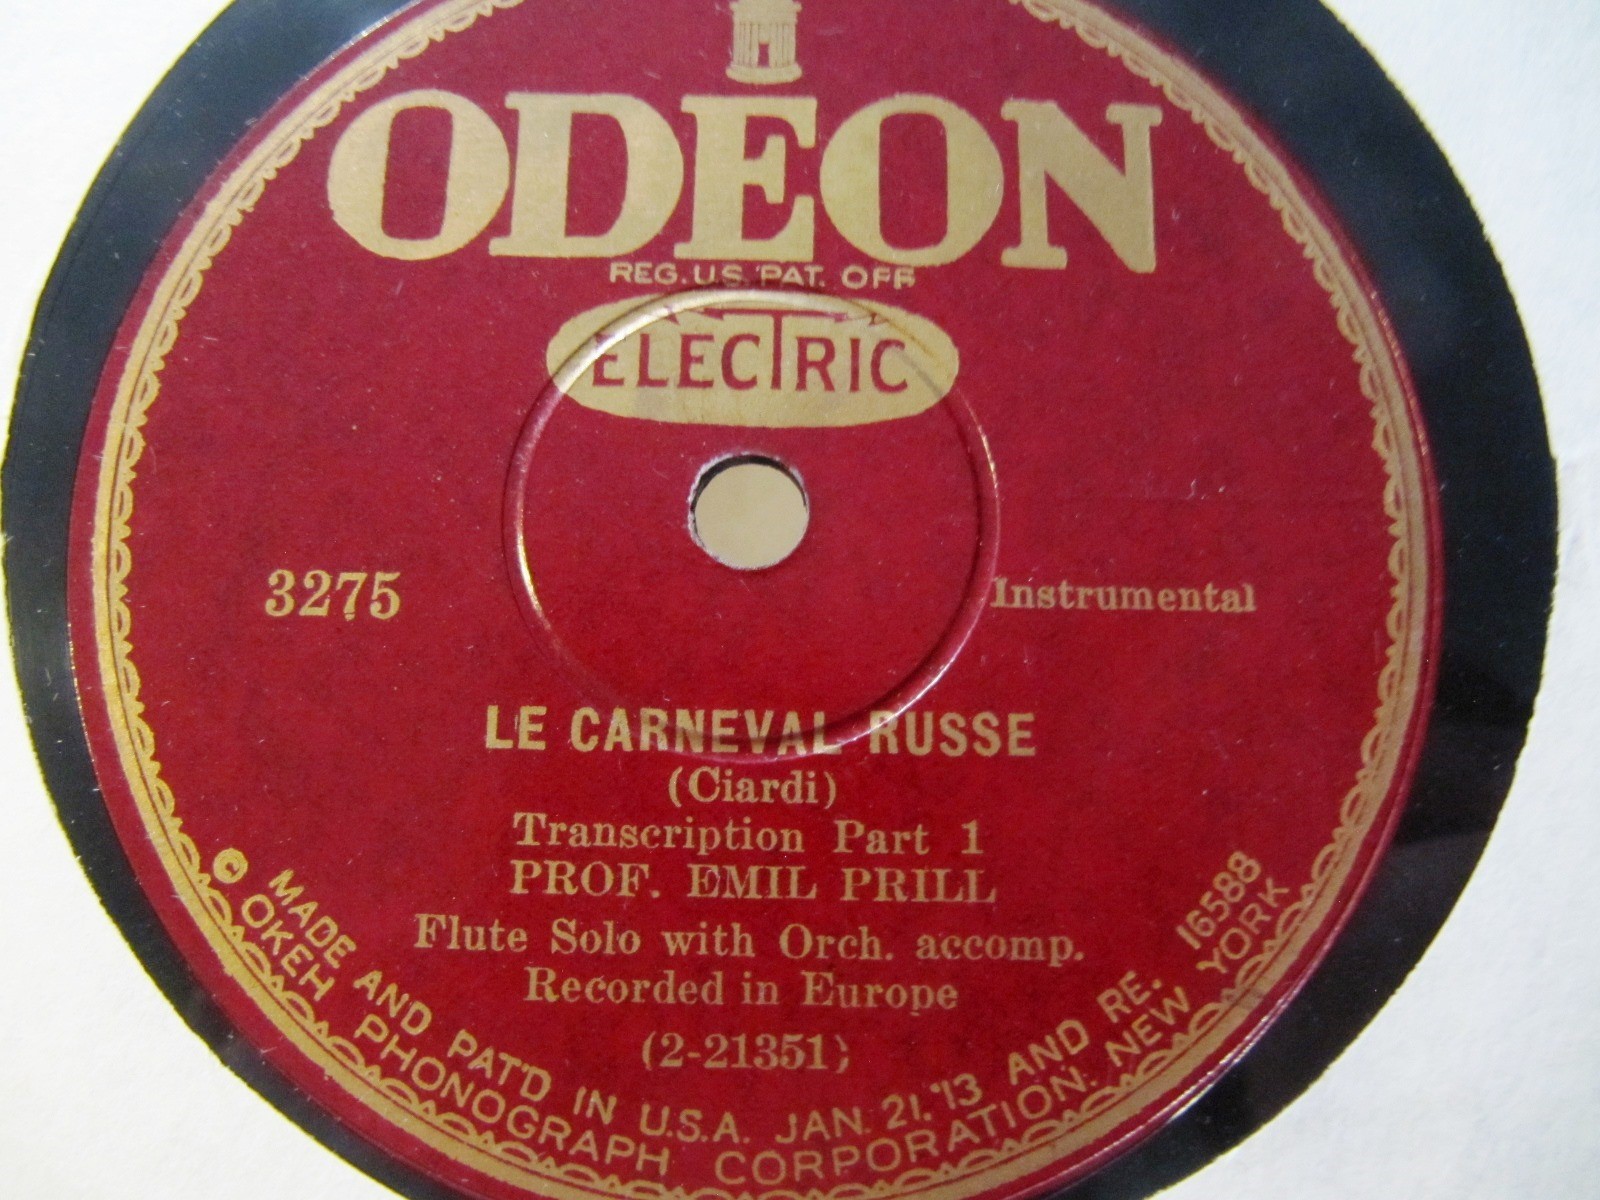 ODEON
REG. U.S. PAT. OFF.
ELECTRIC
3275
Instrumental
LE CARNEVAL RUSSE
(Ciardi)
Transcription Part 1
PROF. EMIL PRILL
Flute Solo with Orch. accomp.
Recorded in Europe
(2-21351)
MADE AND PAT'D IN U.S.A. JAN. 21, '13 AND RE. 16588
© OKEH PHONOGRAPH CORPORATION. NEW YORK